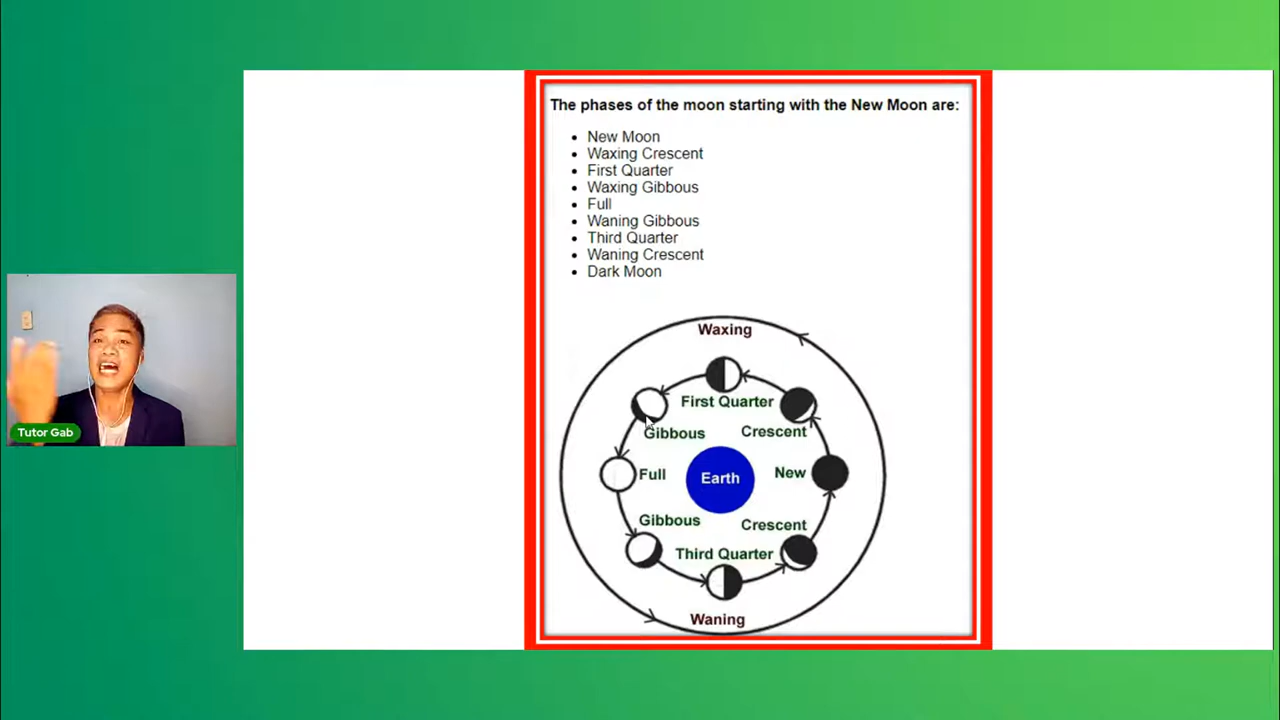 The phases of the moon starting with the New Moon are:
• New Moon
• Waxing Crescent
• First Quarter
• Waxing Gibbous
• Full
• Waning Gibbous
• Third Quarter
• Waning Crescent
• Dark Moon
Waxing
First Quarter
Gibbous
Crescent
Full
Earth
New
Gibbous
Crescent
Third Quarter
Waning
Tutor Gab